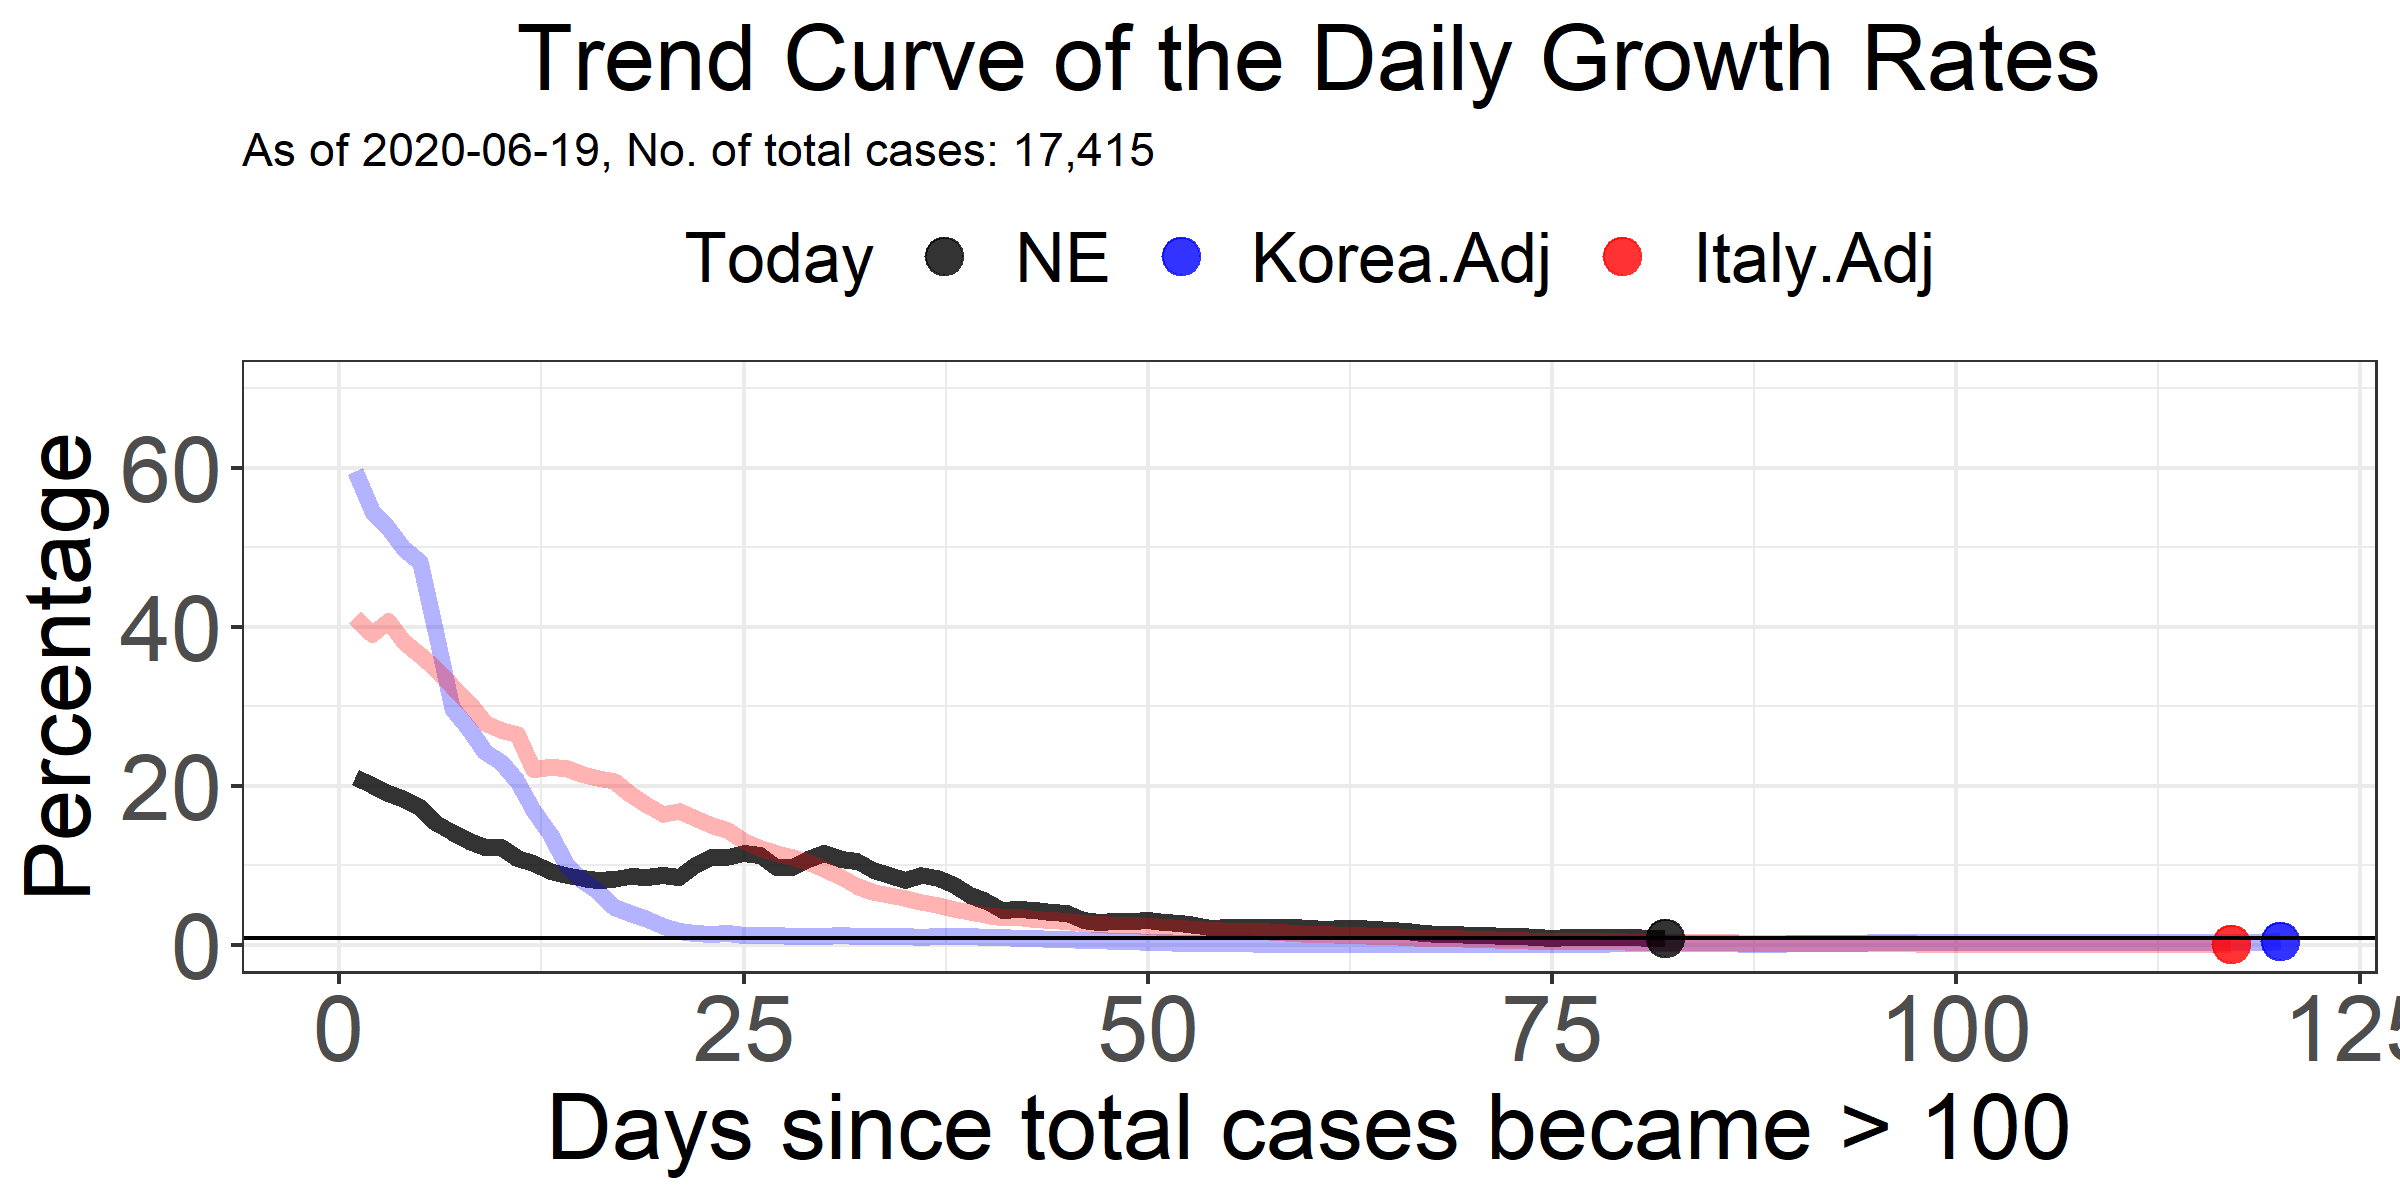 Trend Curve of the Daily Growth Rates
As of 2020-06-19, No. of total cases: 17,415
Today NE Korea.Adj Italy.Adj
Percentage
60
40
20
0
0 25 50 75 100 125
Days since total cases became > 100